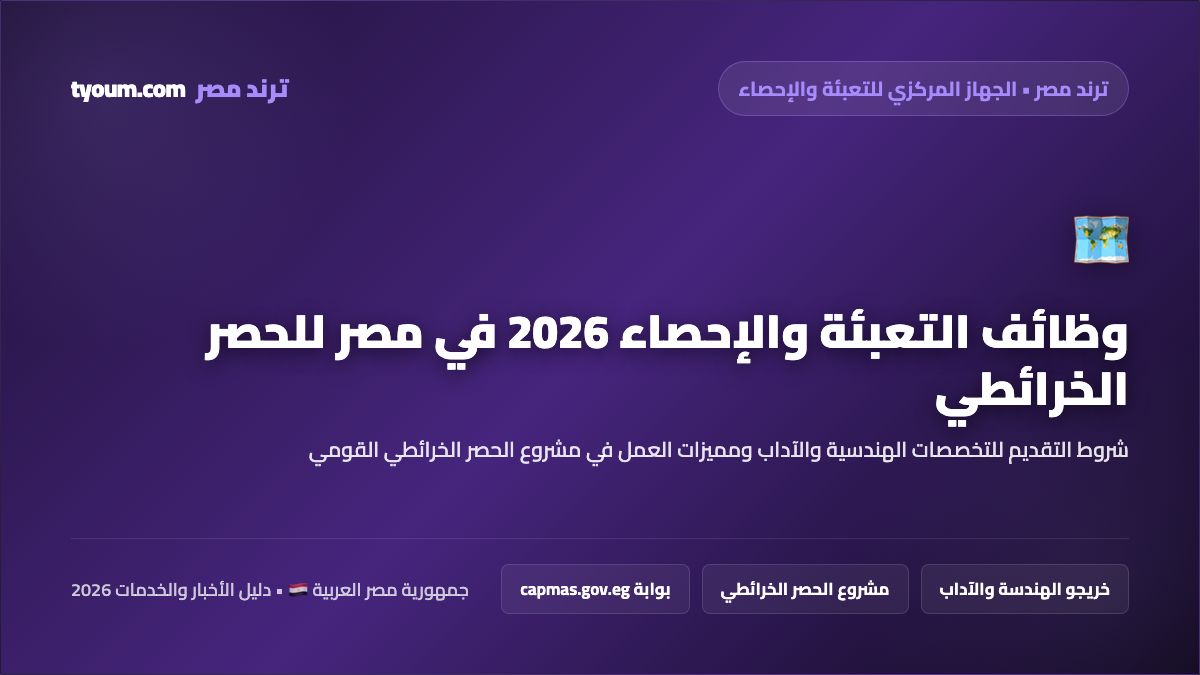 ترند مصر • الجهاز المركزي للتعبئة والإحصاء
ترند مصر tyoum.com
وظائف التعبئة والإحصاء 2026 في مصر للحصر
الخرائطي
شروط التقديم للتخصصات الهندسية والآداب ومميزات العمل في مشروع الحصر الخرائطي القومي
خريجو الهندسة والآداب
مشروع الحصر الخرائطي
بوابة capmas.gov.eg
جمهورية مصر العربية 🇪🇬 • دليل الأخبار والخدمات 2026